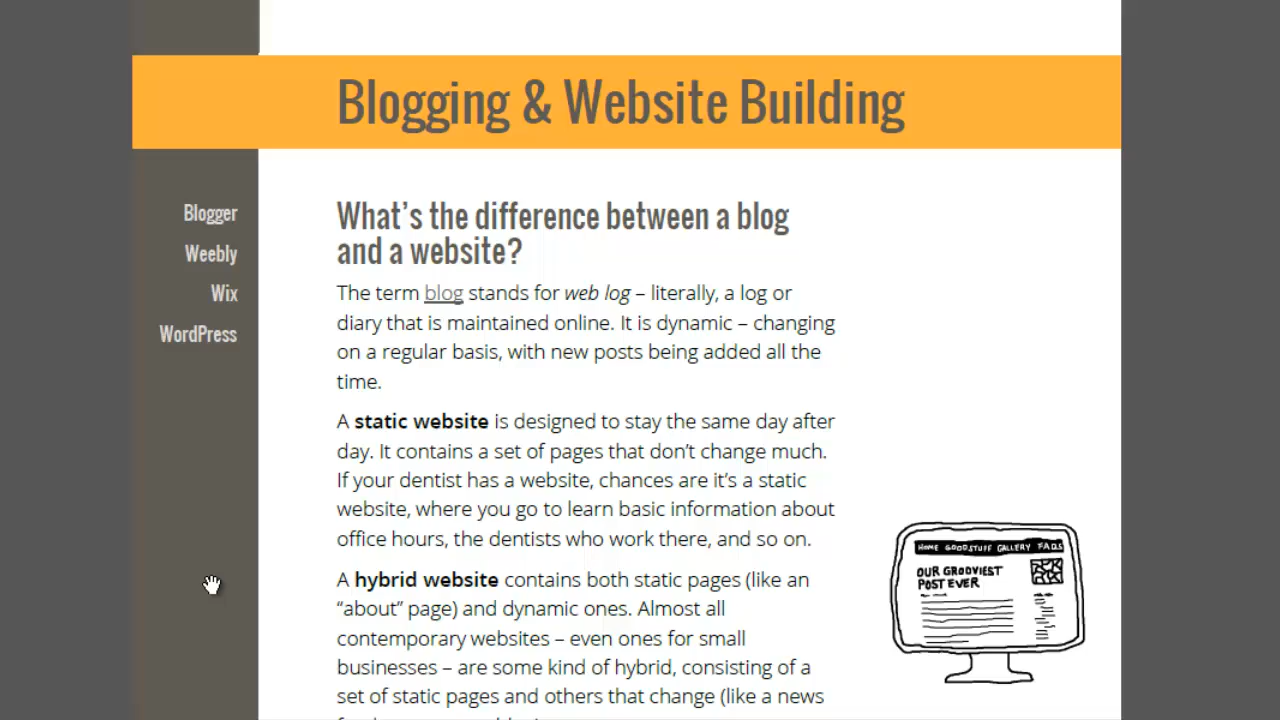 Blogging & Website Building
Blogger
Weebly
Wix
WordPress
What’s the difference between a blog
and a website?
The term blog stands for web log – literally, a log or
diary that is maintained online. It is dynamic – changing
on a regular basis, with new posts being added all the
time.
A static website is designed to stay the same day after
day. It contains a set of pages that don’t change much.
If your dentist has a website, chances are it’s a static
website, where you go to learn basic information about
office hours, the dentists who work there, and so on.
A hybrid website contains both static pages (like an
“about” page) and dynamic ones. Almost all
contemporary websites – even ones for small
businesses – are some kind of hybrid, consisting of a
set of static pages and others that change (like a news
HOME GOODSTUFF GALLERY FAQS
OUR GROOVIEST
POST EVER